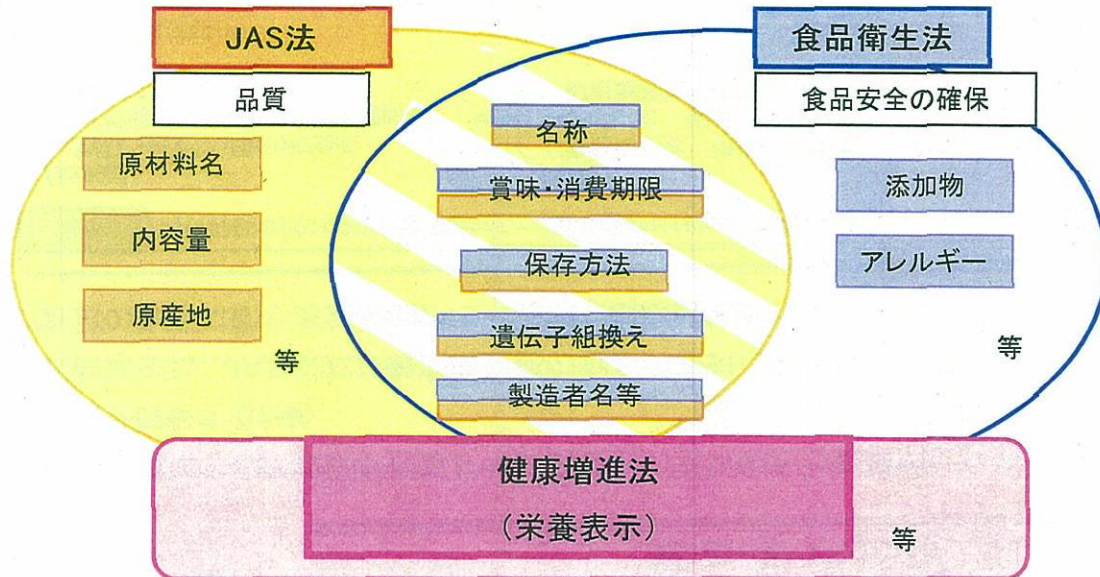 JAS法
品質
原材料名
内容量
原産地
等
名称
賞味・消費期限
保存方法
遺伝子組換え
製造者名等
食品衛生法
食品安全の確保
添加物
アレルギー
等
健康増進法
（栄養表示）
等